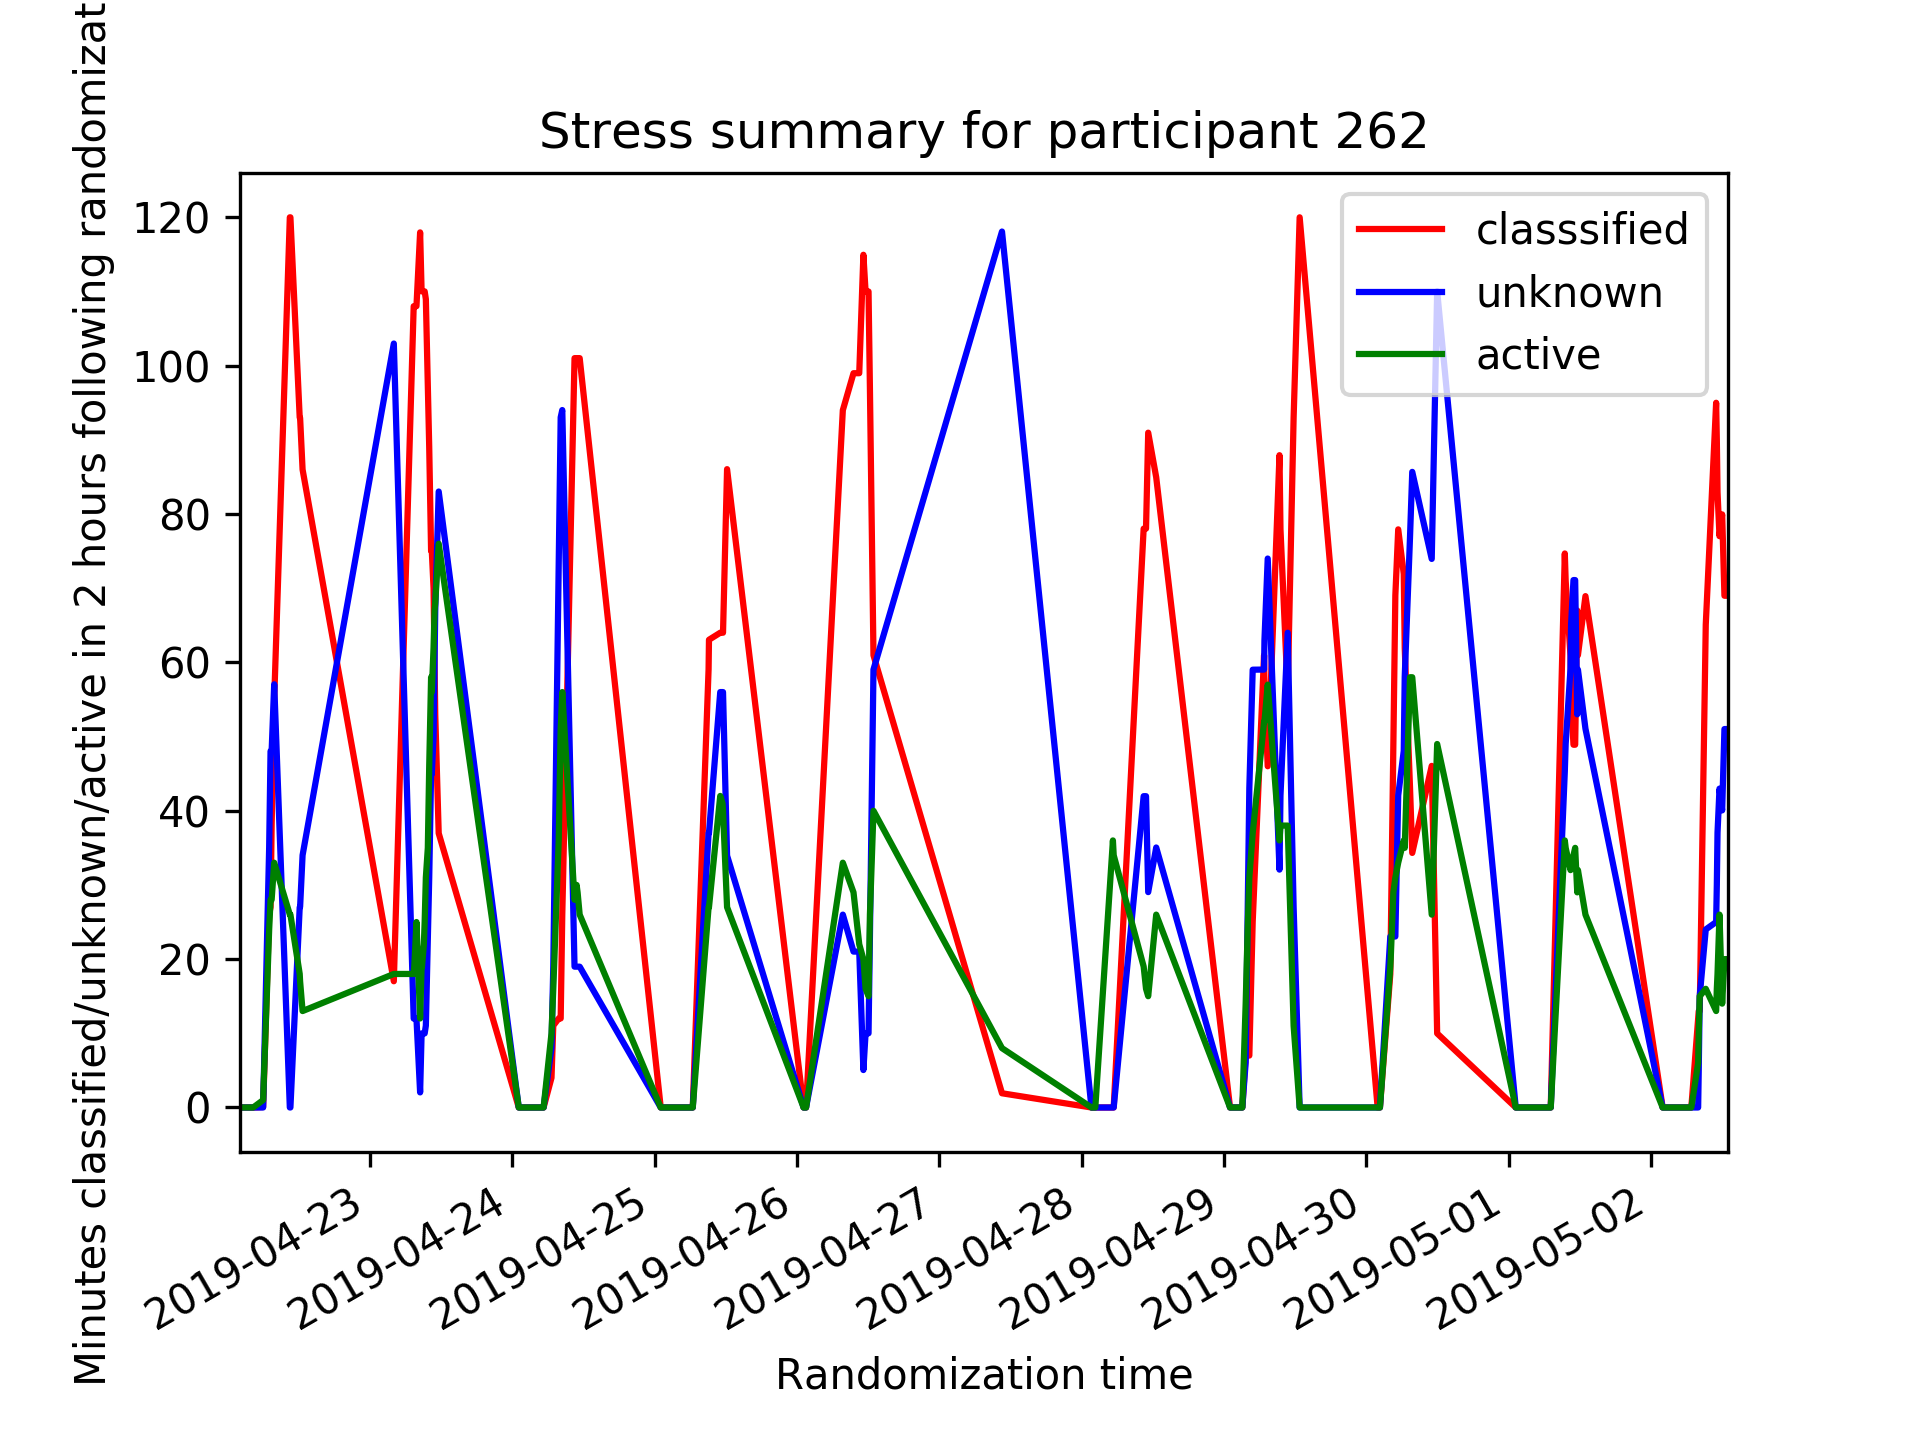 Stress summary for participant 262
Minutes classified/unknown/active in 2 hours following randomizat
120
100
80
60
40
20
0
classsified
unknown
active
2019-04-23
2019-04-24
2019-04-25
2019-04-26
2019-04-27
2019-04-28
2019-04-29
2019-04-30
2019-05-01
2019-05-02
Randomization time